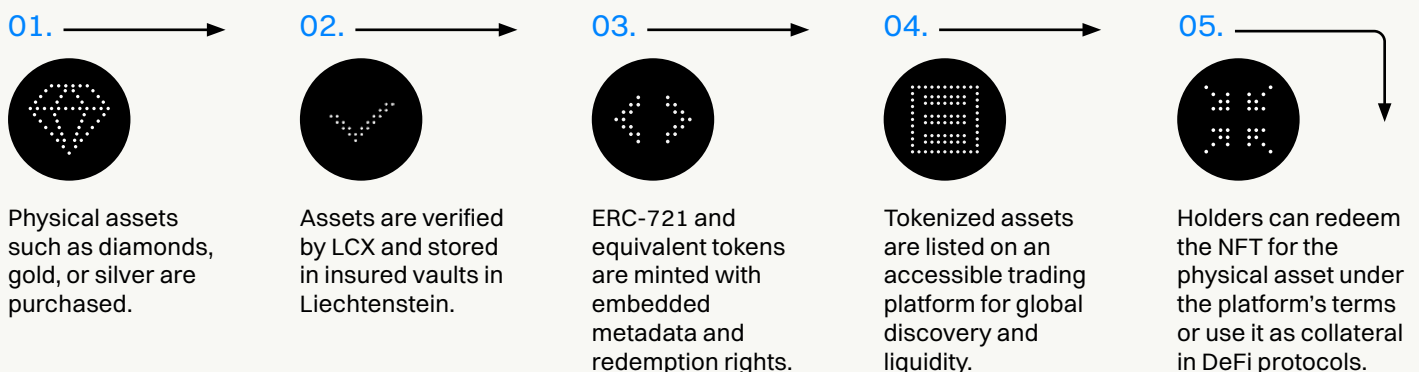 01.
Physical assets
such as diamonds,
gold, or silver are
purchased.
02.
Assets are verified
by LCX and stored
in insured vaults in
Liechtenstein.
03.
ERC-721 and
equivalent tokens
are minted with
embedded
metadata and
redemption rights.
04.
Tokenized assets
are listed on an
accessible trading
platform for global
discovery and
liquidity.
05.
Holders can redeem
the NFT for the
physical asset under
the platform’s terms
or use it as collateral
in DeFi protocols.